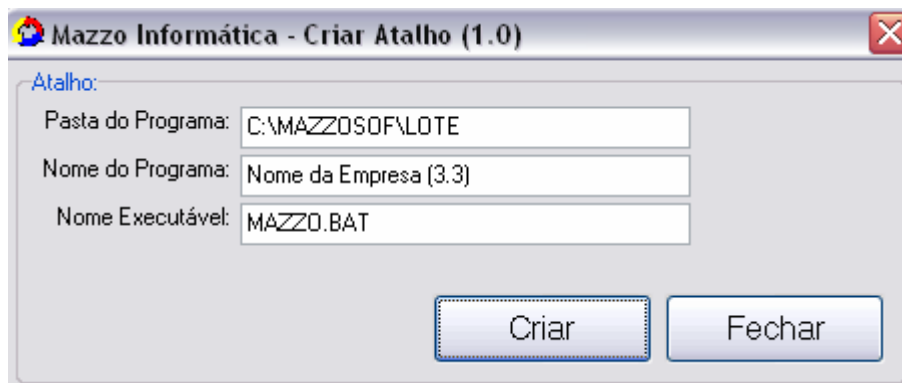 Mazzo Informática - Criar Atalho (1.0)
Atalho:
Pasta do Programa: C:\MAZZOSOF\LOTE
Nome do Programa: Nome da Empresa (3.3)
Nome Executável: MAZZO.BAT
Criar Fechar